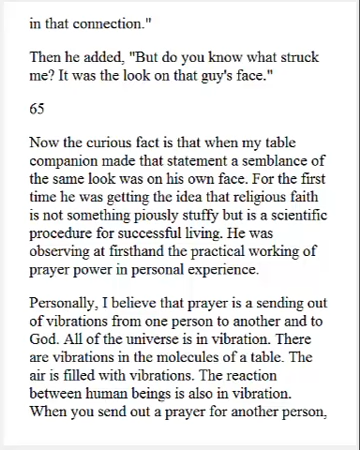 in that connection."
Then he added, "But do you know what struck
me? It was the look on that guy's face."
65
Now the curious fact is that when my table
companion made that statement a semblance of
the same look was on his own face. For the first
time he was getting the idea that religious faith
is not something piously stuffy but is a scientific
procedure for successful living. He was
observing at firsthand the practical working of
prayer power in personal experience.
Personally, I believe that prayer is a sending out
of vibrations from one person to another and to
God. All of the universe is in vibration. There
are vibrations in the molecules of a table. The
air is filled with vibrations. The reaction
between human beings is also in vibration.
When you send out a prayer for another person,